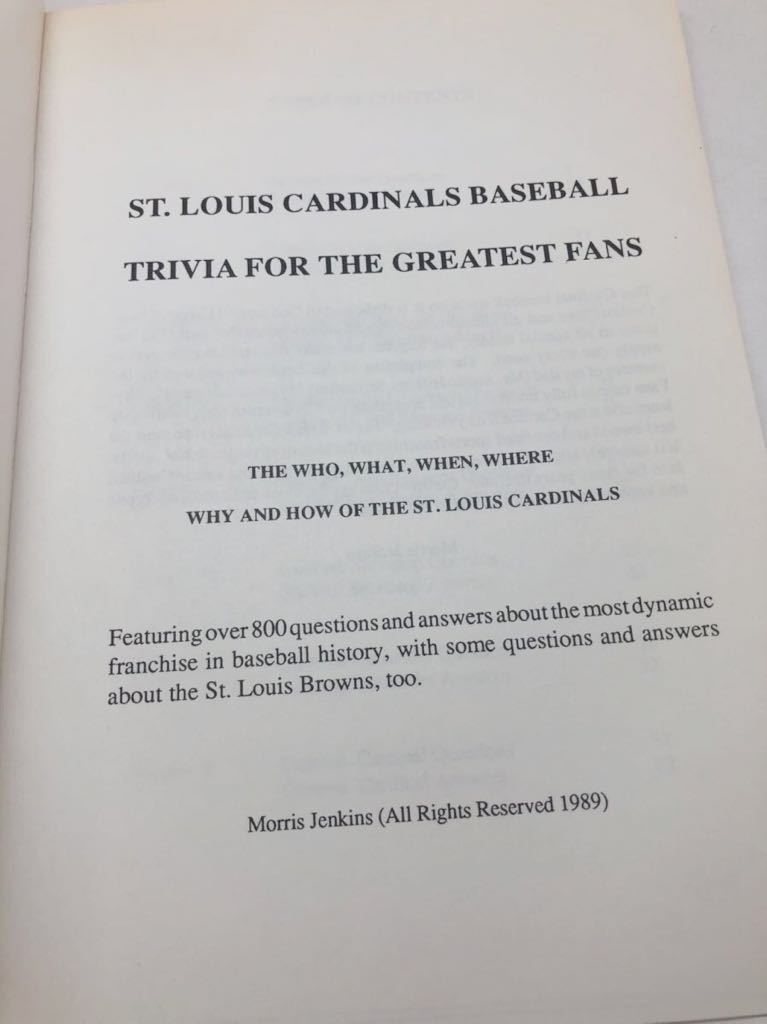 ST. LOUIS CARDINALS BASEBALL
TRIVIA FOR THE GREATEST FANS
THE WHO, WHAT, WHEN, WHERE
WHY AND HOW OF THE ST. LOUIS CARDINALS
Featuring over 800 questions and answers about the most dynamic
franchise in baseball history, with some questions and answers
about the St. Louis Browns, too.
Morris Jenkins (All Rights Reserved 1989)